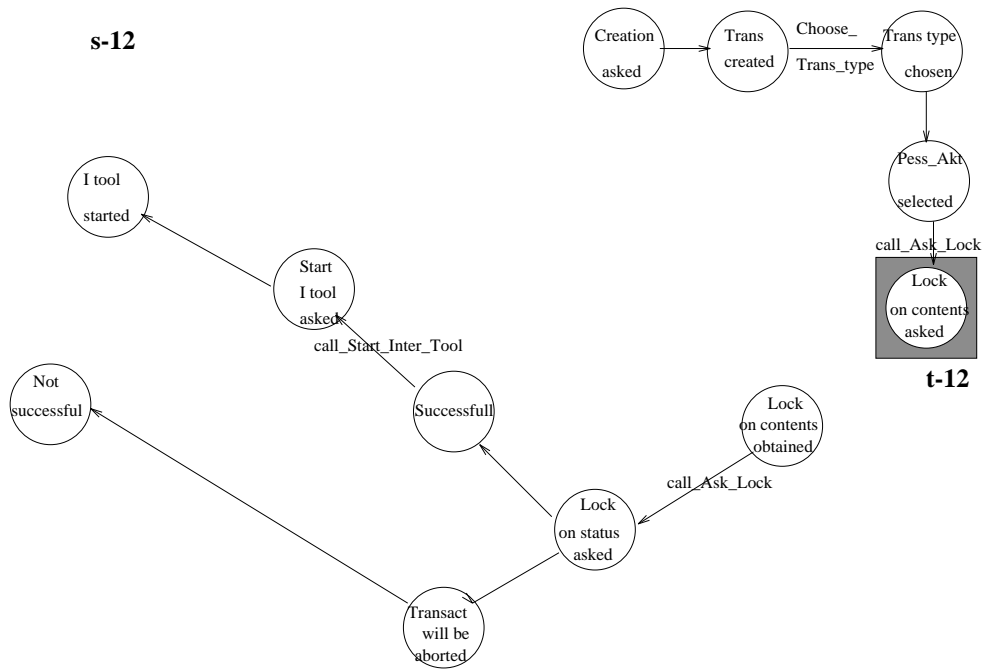 s-12
Creation
asked
Trans
created
Choose_
Trans_type
Trans type
chosen
Pess_Akt
selected
call_Ask_Lock
Lock
on contents
asked
t-12
I tool
started
Start
I tool
asked
call_Start_Inter_Tool
Not
successful
Successfull
Lock
on contents
obtained
call_Ask_Lock
Lock
on status
asked
Transact
will be
aborted